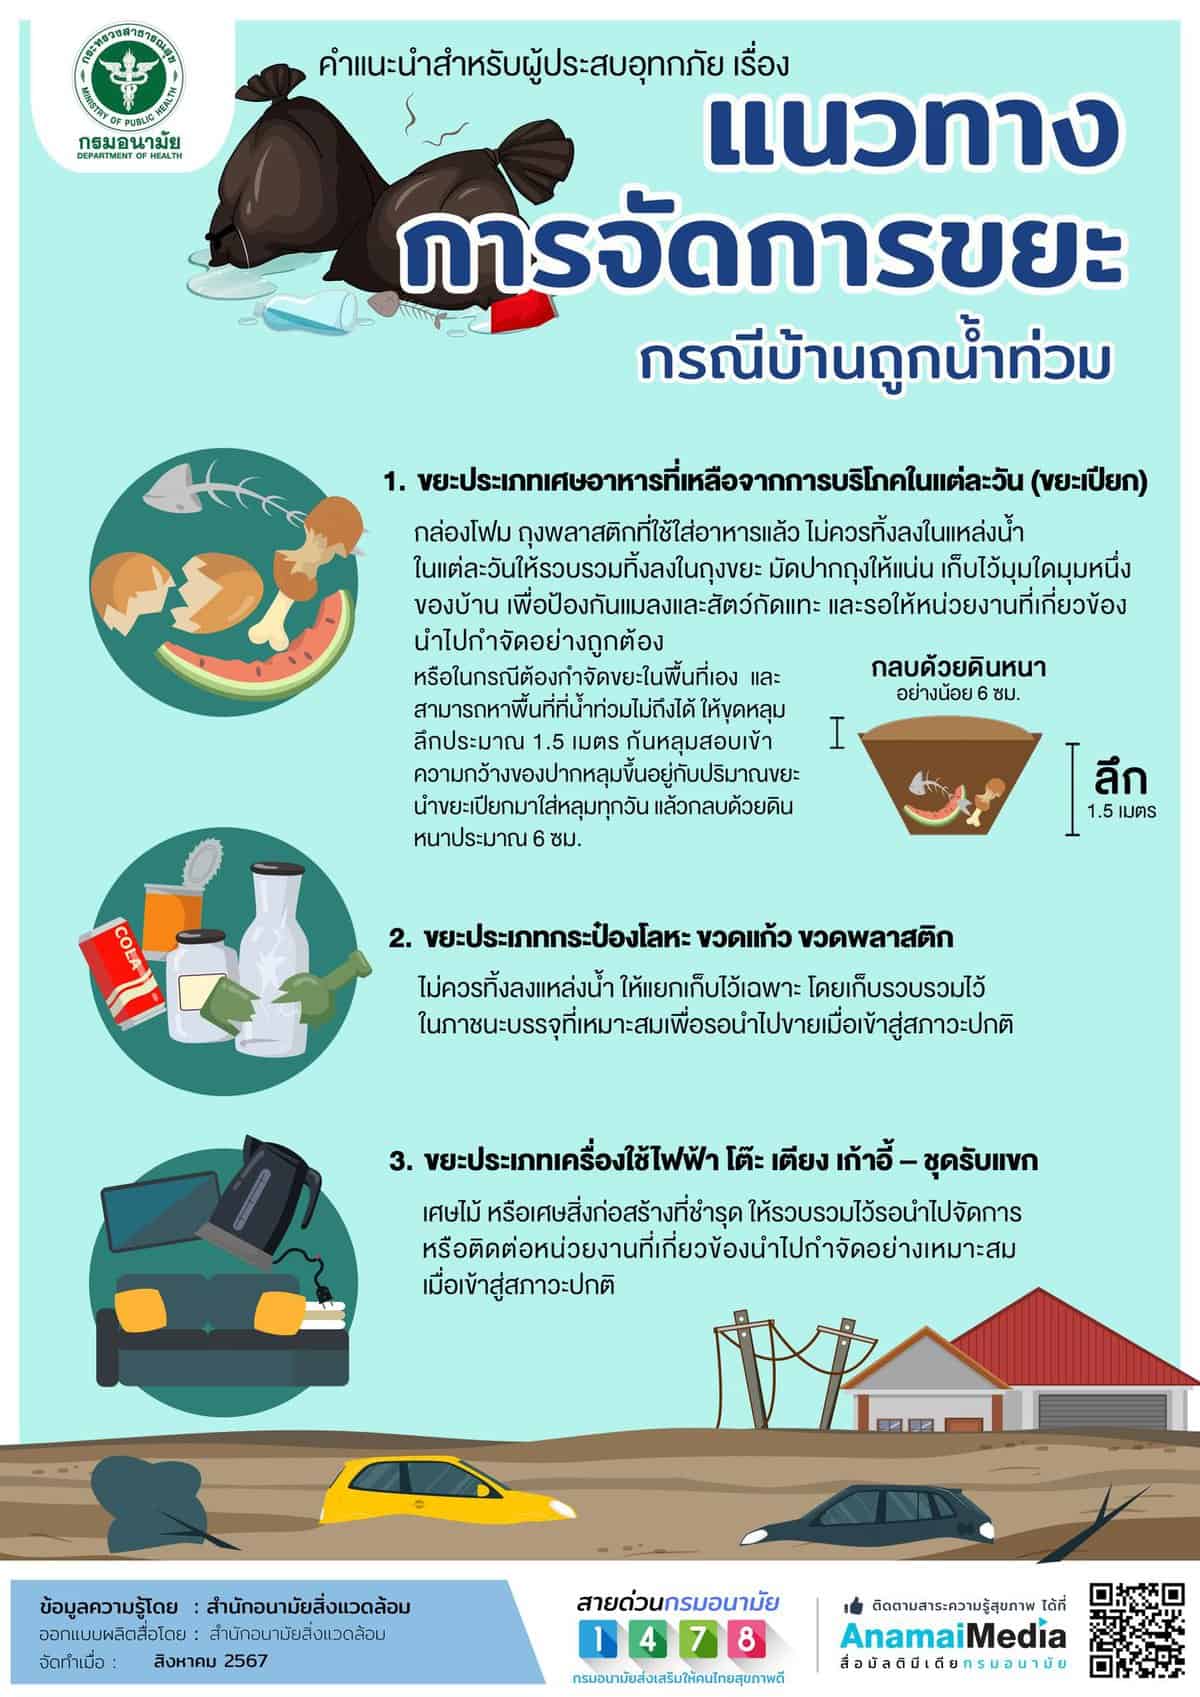 กระทรวงสาธารณสุข
MINISTRY OF PUBLIC HEALTH
กรมอนามัย
DEPARTMENT OF HEALTH
คำแนะนำสำหรับผู้ประสบอุทกภัย เรื่อง
แนวทาง
การจัดการขยะ
กรณีบ้านถูกน้ำท่วม
1. ขยะประเภทเศษอาหารที่เหลือจากการบริโภคในแต่ละวัน (ขยะเปียก)
กล่องโฟม ถุงพลาสติกที่ใช้ใส่อาหารแล้ว ไม่ควรทิ้งลงในแหล่งน้ำ
ในแต่ละวันให้รวบรวมทิ้งลงในถุงขยะ มัดปากถุงให้แน่น เก็บไว้มุมใดมุมหนึ่ง
ของบ้าน เพื่อป้องกันแมลงและสัตว์กัดแทะ และรอให้หน่วยงานที่เกี่ยวข้อง
นำไปกำจัดอย่างถูกต้อง
หรือในกรณีต้องกำจัดขยะในพื้นที่เอง และ
สามารถหาพื้นที่ที่น้ำท่วมไม่ถึงได้ ให้ขุดหลุม
ลึกประมาณ 1.5 เมตร ก้นหลุมสอบเข้า
ความกว้างของปากหลุมขึ้นอยู่กับปริมาณขยะ
นำขยะเปียกมาใส่หลุมทุกวัน แล้วกลบด้วยดิน
หนาประมาณ 6 ซม.
กลบด้วยดินหนา
อย่างน้อย 6 ซม.
ลึก
1.5 เมตร
COLA
2. ขยะประเภทกระป๋องโลหะ ขวดแก้ว ขวดพลาสติก
ไม่ควรทิ้งลงแหล่งน้ำ ให้แยกเก็บไว้เฉพาะ โดยเก็บรวบรวมไว้
ในภาชนะบรรจุที่เหมาะสมเพื่อรอนำไปขายเมื่อเข้าสู่สภาวะปกติ
3. ขยะประเภทเครื่องใช้ไฟฟ้า โต๊ะ เตียง เก้าอี้ – ชุดรับแขก
เศษไม้ หรือเศษสิ่งก่อสร้างที่ชำรุด ให้รวบรวมไว้รอนำไปจัดการ
หรือติดต่อหน่วยงานที่เกี่ยวข้องนำไปกำจัดอย่างเหมาะสม
เมื่อเข้าสู่สภาวะปกติ
ข้อมูลความรู้โดย : สำนักอนามัยสิ่งแวดล้อม
ออกแบบผลิตสื่อโดย : สำนักอนามัยสิ่งแวดล้อม
จัดทำเมื่อ : สิงหาคม 2567
สายด่วนกรมอนามัย
1 4 7 8
กรมอนามัยส่งเสริมให้คนไทยสุขภาพดี
ติดตามสาระความรู้สุขภาพ ได้ที่
AnamaiMedia
สื่อมัลติมีเดียกรมอนามัย